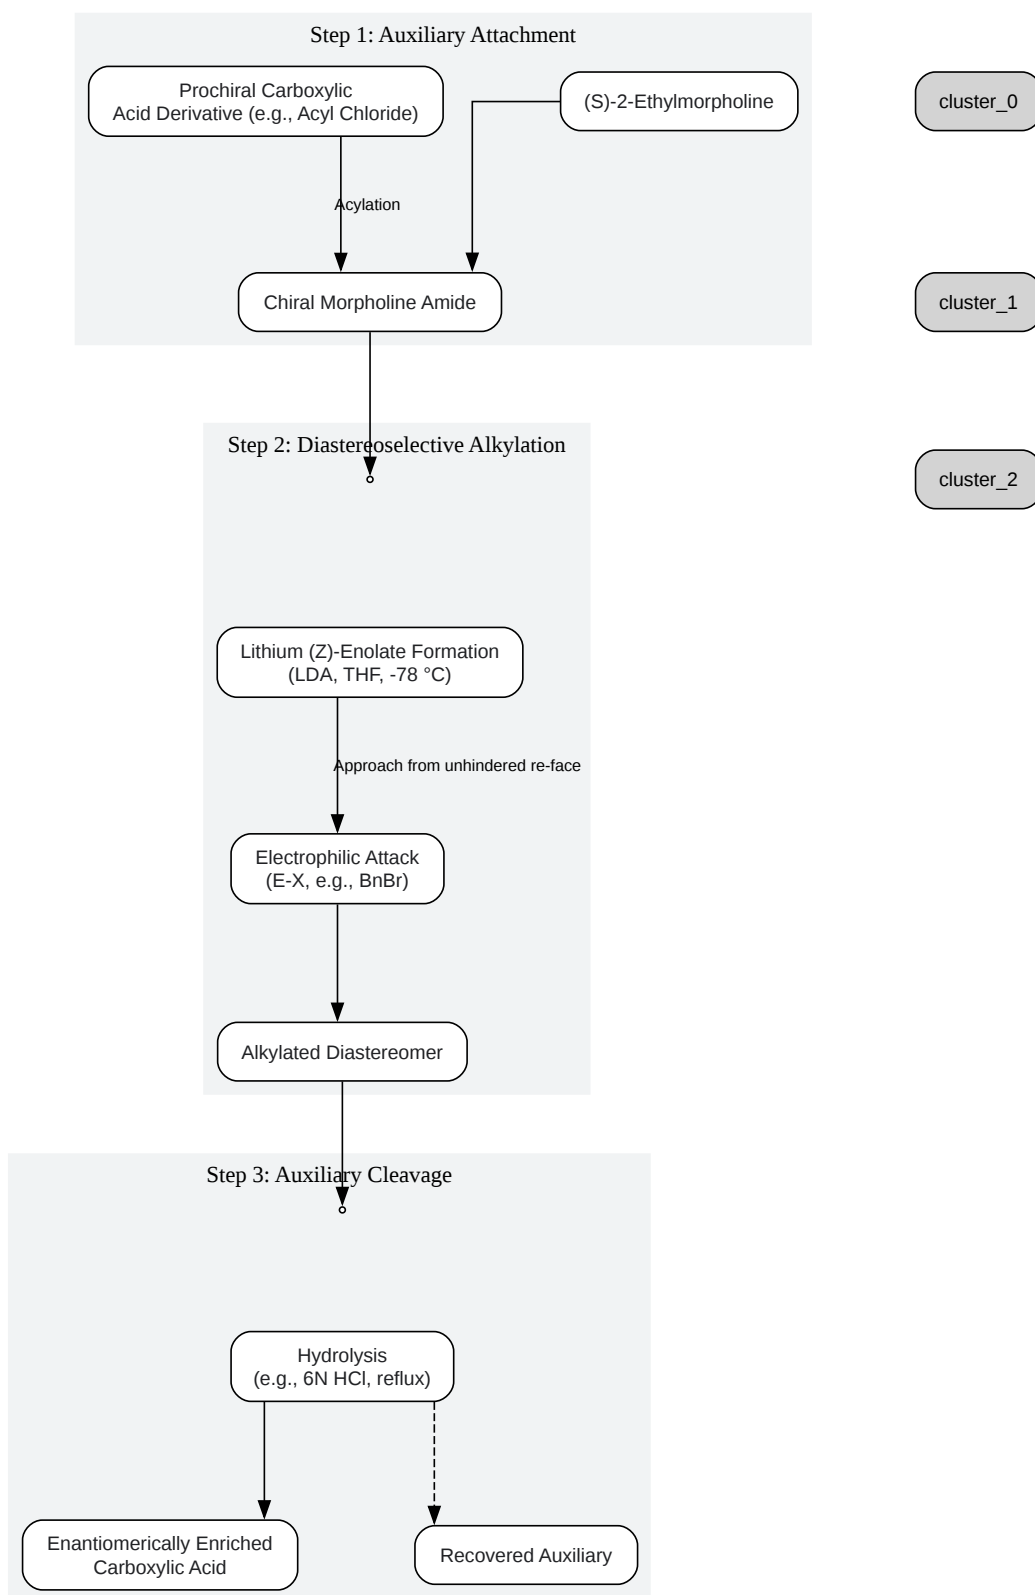 Step 1: Auxiliary Attachment
Prochiral Carboxylic
Acid Derivative (e.g., Acyl Chloride)
(S)-2-Ethylmorpholine
cluster_0
Acylation
Chiral Morpholine Amide
cluster_1
Step 2: Diastereoselective Alkylation
cluster_2
Lithium (Z)-Enolate Formation
(LDA, THF, -78 °C)
Approach from unhindered re-face
Electrophilic Attack
(E-X, e.g., BnBr)
Alkylated Diastereomer
Step 3: Auxiliary Cleavage
Hydrolysis
(e.g., 6N HCl, reflux)
Enantiomerically Enriched
Carboxylic Acid
Recovered Auxiliary